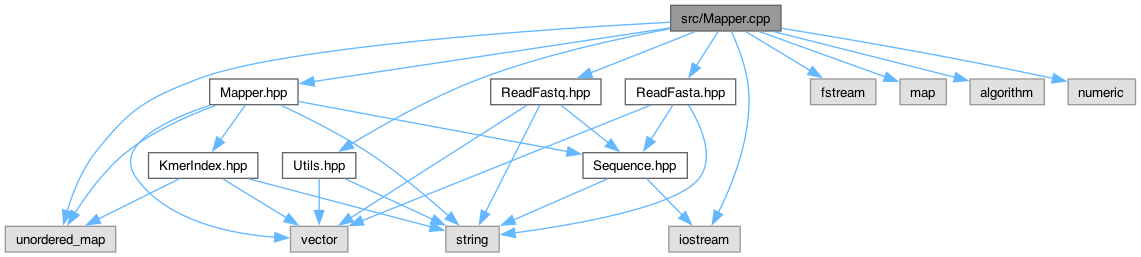 src/Mapper.cpp
Mapper.hpp
ReadFastq.hpp
ReadFasta.hpp
fstream
map
algorithm
numeric
KmerIndex.hpp
Utils.hpp
Sequence.hpp
unordered_map
vector
string
iostream